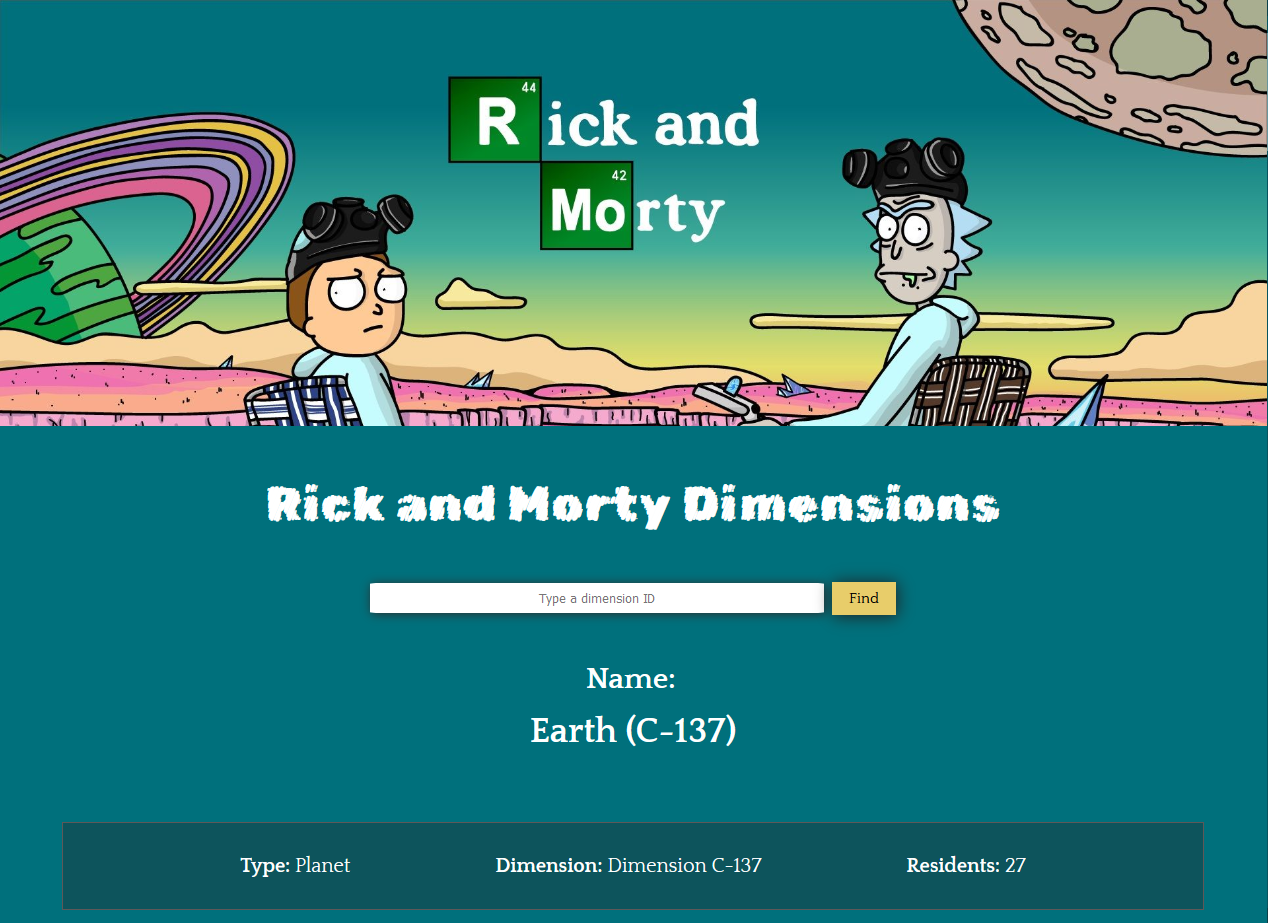 44
Rick and
42
Morty
Rick and Morty Dimensions
Type a dimension ID Find
Name:
Earth (C-137)
Type: Planet Dimension: Dimension C-137 Residents: 27